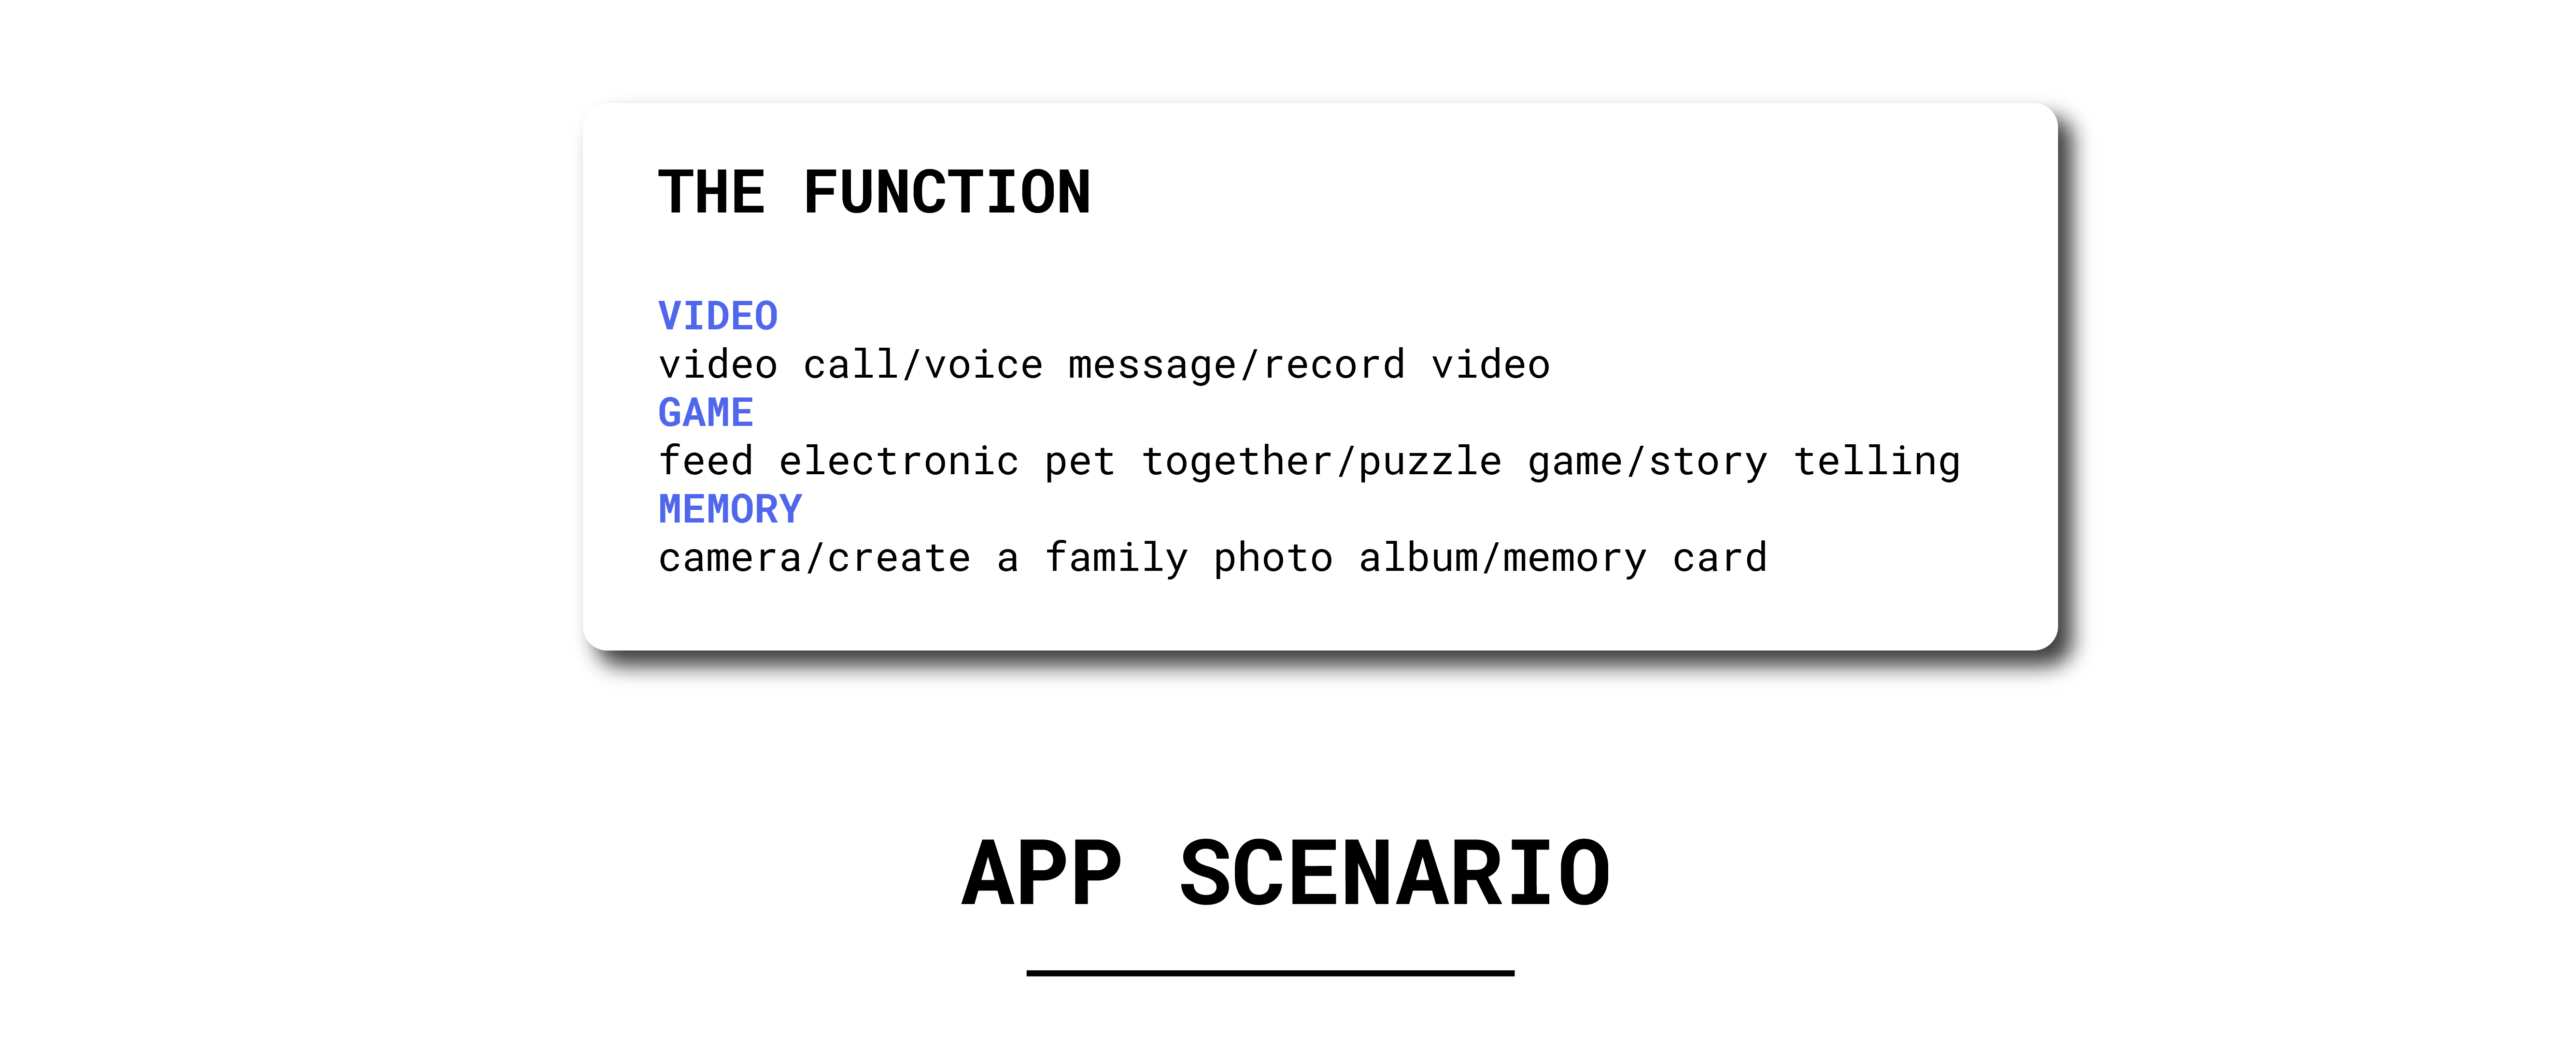 THE FUNCTION
VIDEO
video call/voice message/record video
GAME
feed electronic pet together/puzzle game/story telling
MEMORY
camera/create a family photo album/memory card
APP SCENARIO